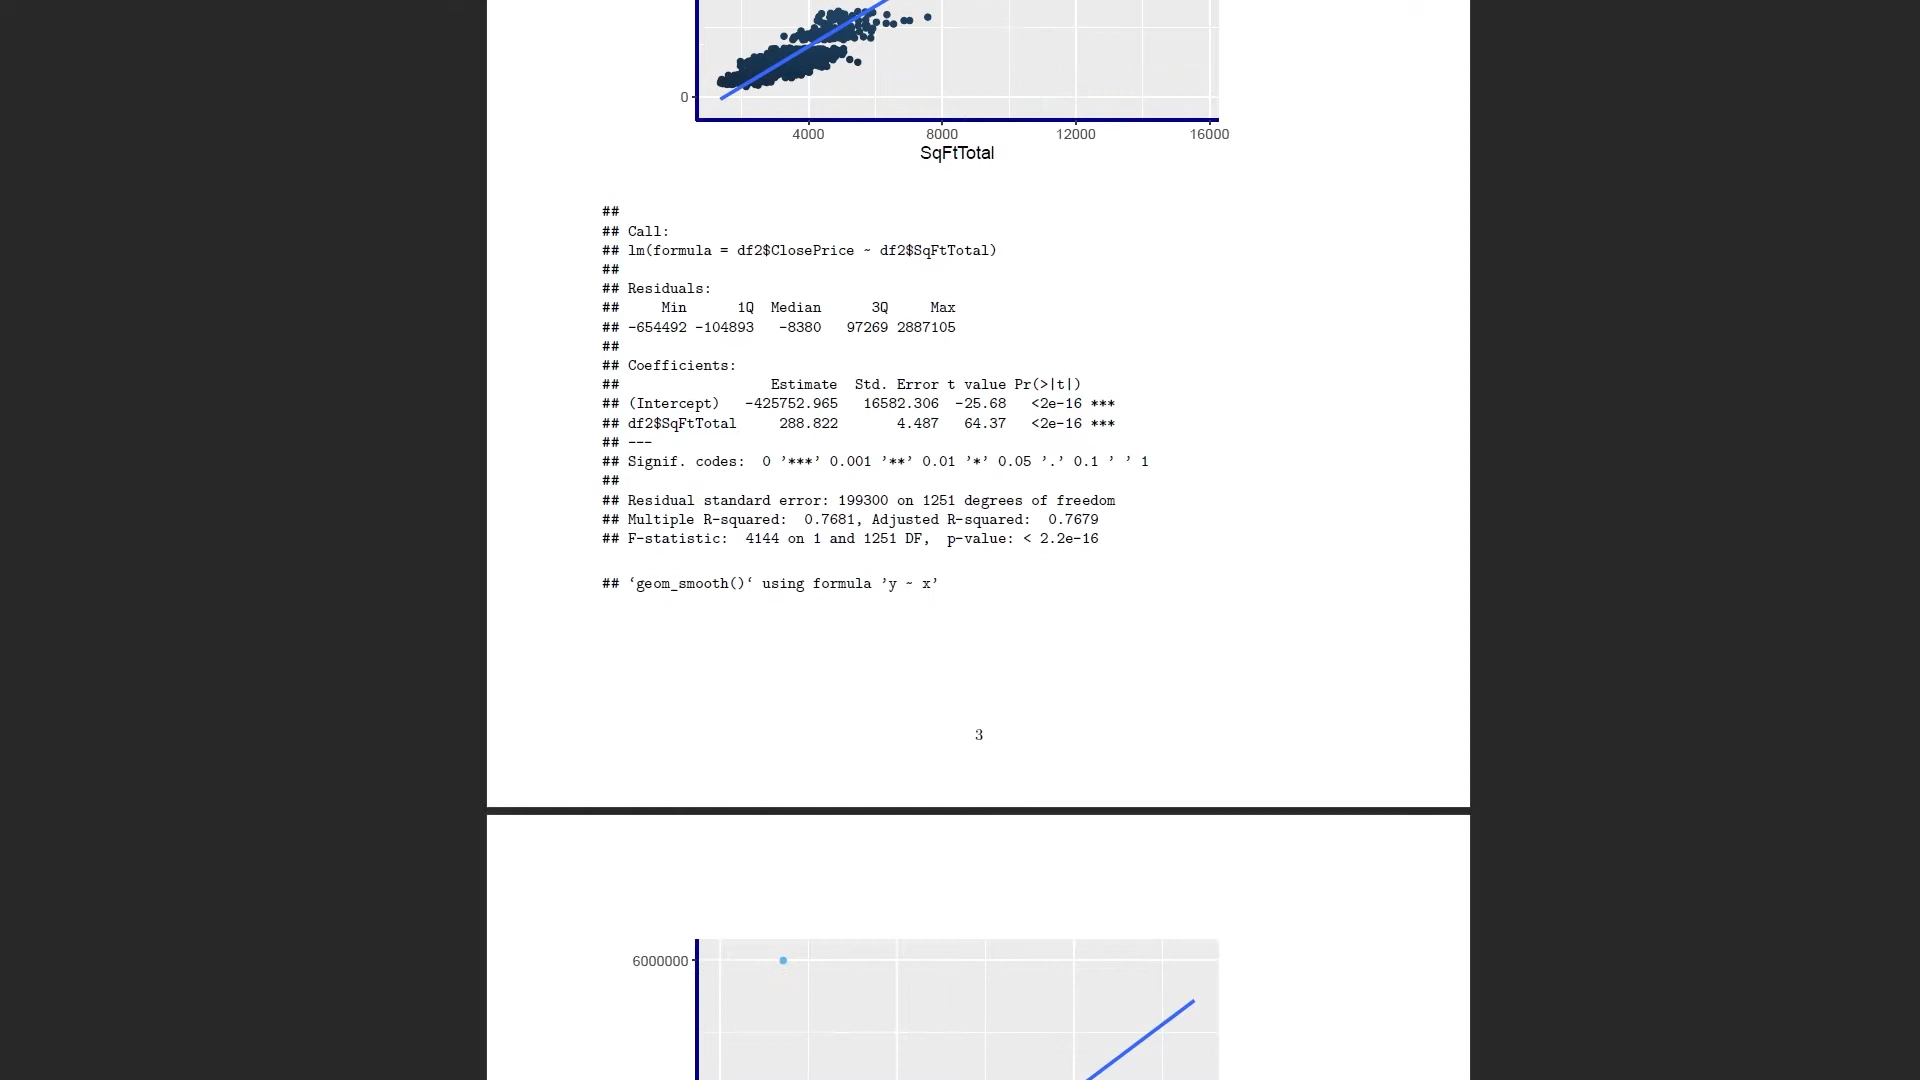 0
4000 8000 12000 16000
SqFtTotal
##
## Call:
## lm(formula = df2$ClosePrice ~ df2$SqFtTotal)
##
## Residuals:
##     Min      1Q  Median      3Q     Max
## -654492 -104893   -8380   97269 2887105
##
## Coefficients:
##                  Estimate  Std. Error t value Pr(>|t|)
## (Intercept)   -425752.965   16582.306  -25.68   <2e-16 ***
## df2$SqFtTotal     288.822       4.487   64.37   <2e-16 ***
## ---
## Signif. codes:  0 ’***’ 0.001 ’**’ 0.01 ’*’ 0.05 ’.’ 0.1 ’ ’ 1
##
## Residual standard error: 199300 on 1251 degrees of freedom
## Multiple R-squared:  0.7681, Adjusted R-squared:  0.7679
## F-statistic:  4144 on 1 and 1251 DF,  p-value: < 2.2e-16
## ‘geom_smooth()‘ using formula ’y ~ x’
3
6000000